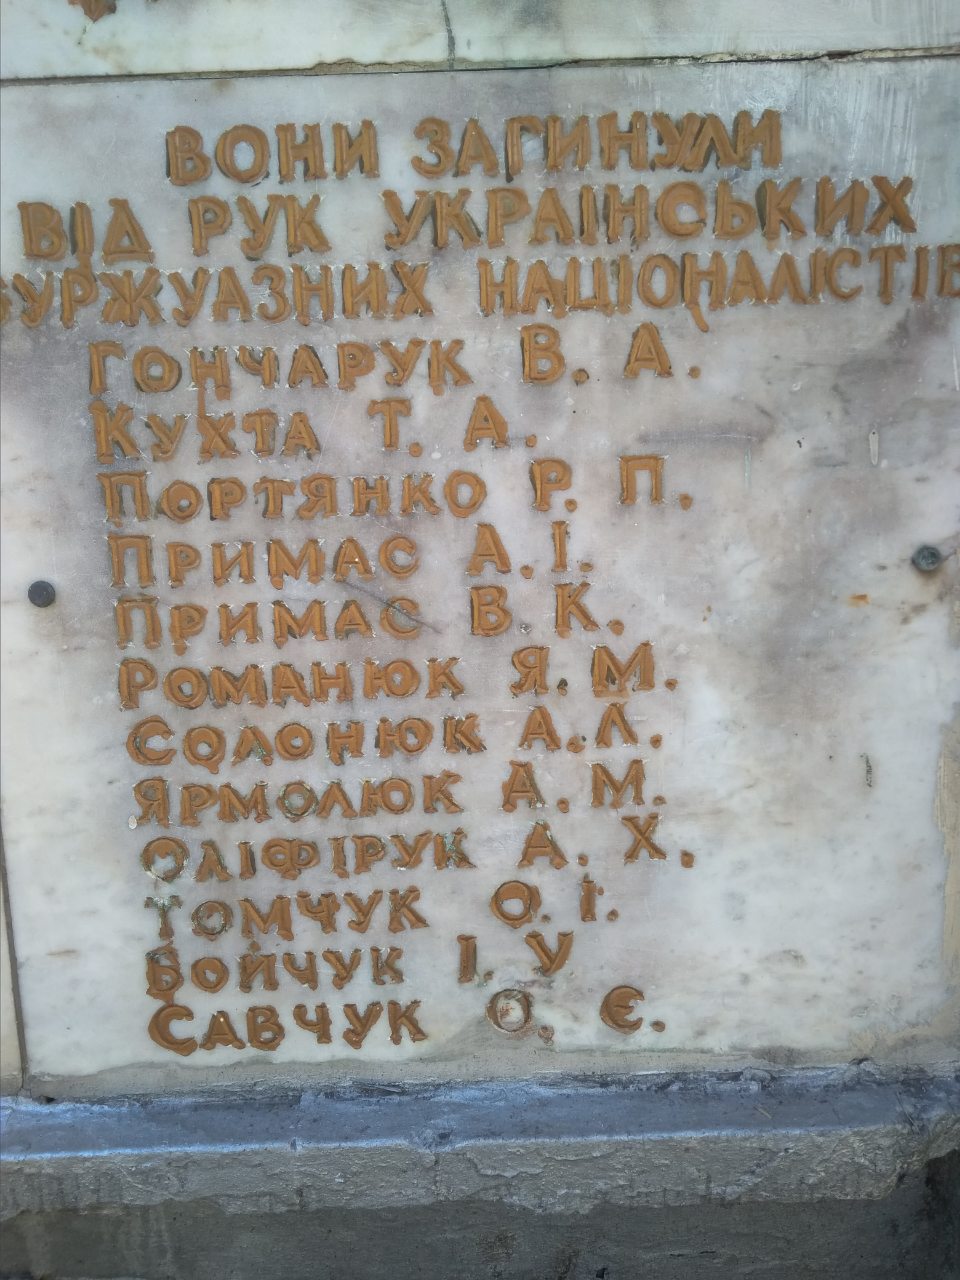 ВОНИ ЗАГИНУЛИ
ВІД РУК УКРАЇНСЬКИХ
БУРЖУАЗНИХ НАЦІОНАЛІСТІВ
ГОНЧАРУК В. А.
КУХТА Т. А.
ПОРТЯНКО Р. П.
ПРИМАС А. І.
ПРИМАС В. К.
РОМАНЮК Я. М.
СОЛОНЮК А. Л.
ЯРМОЛЮК А. М.
ОЛІФІРУК А. Х.
ТОМЧУК О. І.
БОЙЧУК І. У
САВЧУК О. Є.